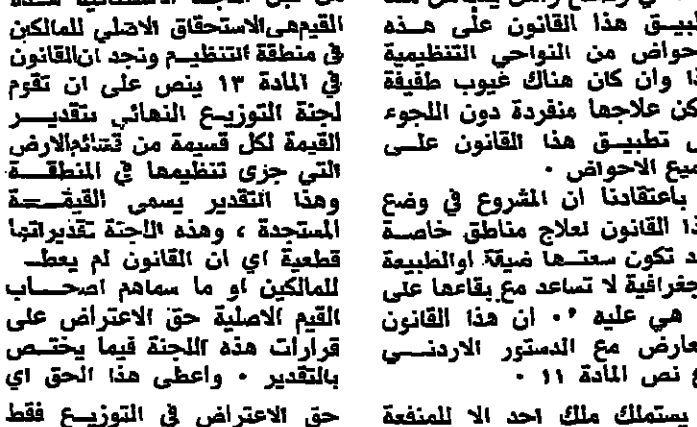 تطبيق هذا القانون على هذه
الاحواض من النواحي التنظيمية
هذا وان كان هناك عيوب طفيفة
يمكن علاجها منفردة دون اللجوء
تطبيق هذا القانون على
جميع الاحواض .
باعتقادنا ان المشروع في وضع
هذا القانون لعلاج مناطق خاصة
قد تكون سعتها ضيقة اوالطبيعة
الجغرافية لا تساعد مع بقاءها على
هي عليه .. ان هذا القانون
يتعارض مع الدستور الاردني
نص المادة ١١ .
يستملك ملك احد الا للمنفعة
القيم هي الاستحقاق الاصلي للمالكين
في منطقة التنظيم ونجد ان القانون
في المادة ١٣ ينص على ان تقوم
لجنة التوزيع النهائي بتقدير
القيمة لكل قسيمة من قسائم الارض
التي جرى تنظيمها في المنطقة
وهذا التقدير يسمى القيمة
المستجدة ، وهذه اللجنة تقديراتها
قطعية اي ان القانون لم يعط
للمالكين او ما سماهم اصحاب
القيم الاصلية حق الاعتراض على
قرارات هذه اللجنة فيما يختص
بالتقدير . واعطى هذا الحق اي
حق الاعتراض في التوزيع فقط